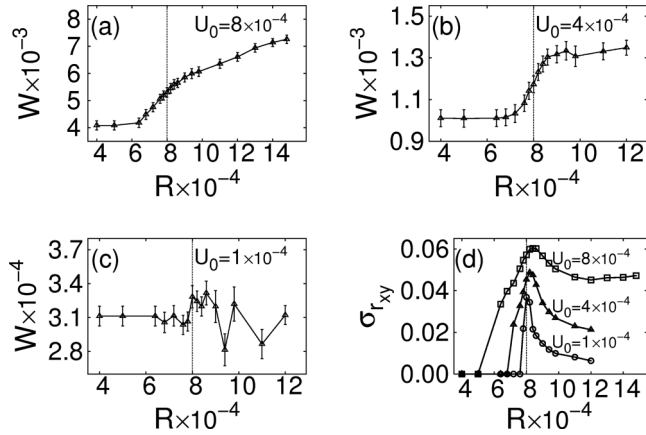 (a)
U₀=8×10⁻⁴
W×10⁻³
8
7
6
5
4
4 6 8 10 12 14
R×10⁻⁴
(b)
U₀=4×10⁻⁴
W×10⁻³
1.5
1.3
1.1
0.9
4 6 8 10 12
R×10⁻⁴
(c)
U₀=1×10⁻⁴
W×10⁻⁴
3.7
3.4
3.1
2.8
4 6 8 10 12
R×10⁻⁴
(d)
σ_{r_{xy}}
0.06
0.04
0.02
0.00
U₀=8×10⁻⁴
U₀=4×10⁻⁴
U₀=1×10⁻⁴
4 6 8 10 12 14
R×10⁻⁴